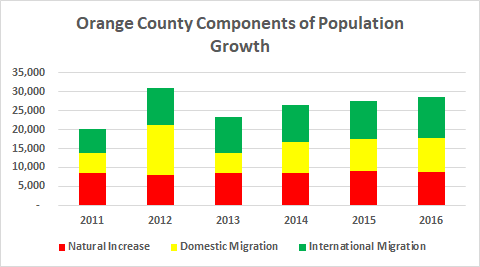 Orange County Components of Population
Growth
35,000
30,000
25,000
20,000
15,000
10,000
5,000
-
2011 2012 2013 2014 2015 2016
Natural Increase Domestic Migration International Migration